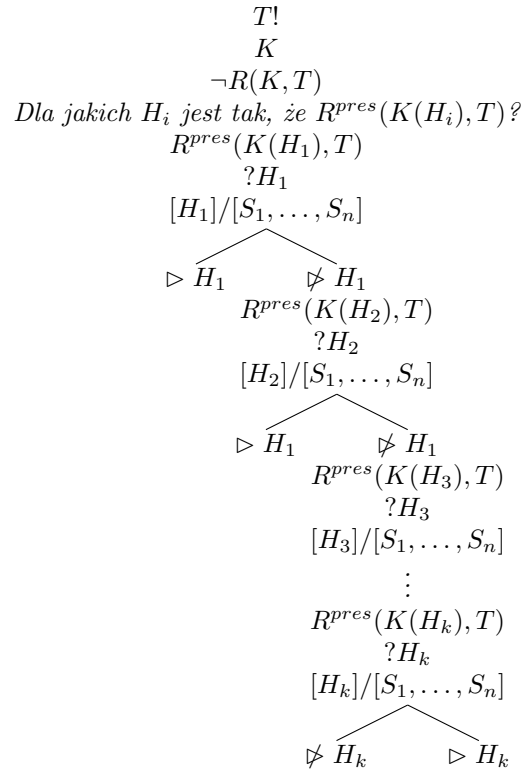 T!
K
¬R(K, T)
Dla jakich H_i jest tak, że R^{pres}(K(H_i), T)?
R^{pres}(K(H_1), T)
?H_1
[H_1]/[S_1, . . . , S_n]
▷ H_1 ⋫ H_1
R^{pres}(K(H_2), T)
?H_2
[H_2]/[S_1, . . . , S_n]
▷ H_1 ⋫ H_1
R^{pres}(K(H_3), T)
?H_3
[H_3]/[S_1, . . . , S_n]
⋮
R^{pres}(K(H_k), T)
?H_k
[H_k]/[S_1, . . . , S_n]
⋫ H_k ▷ H_k